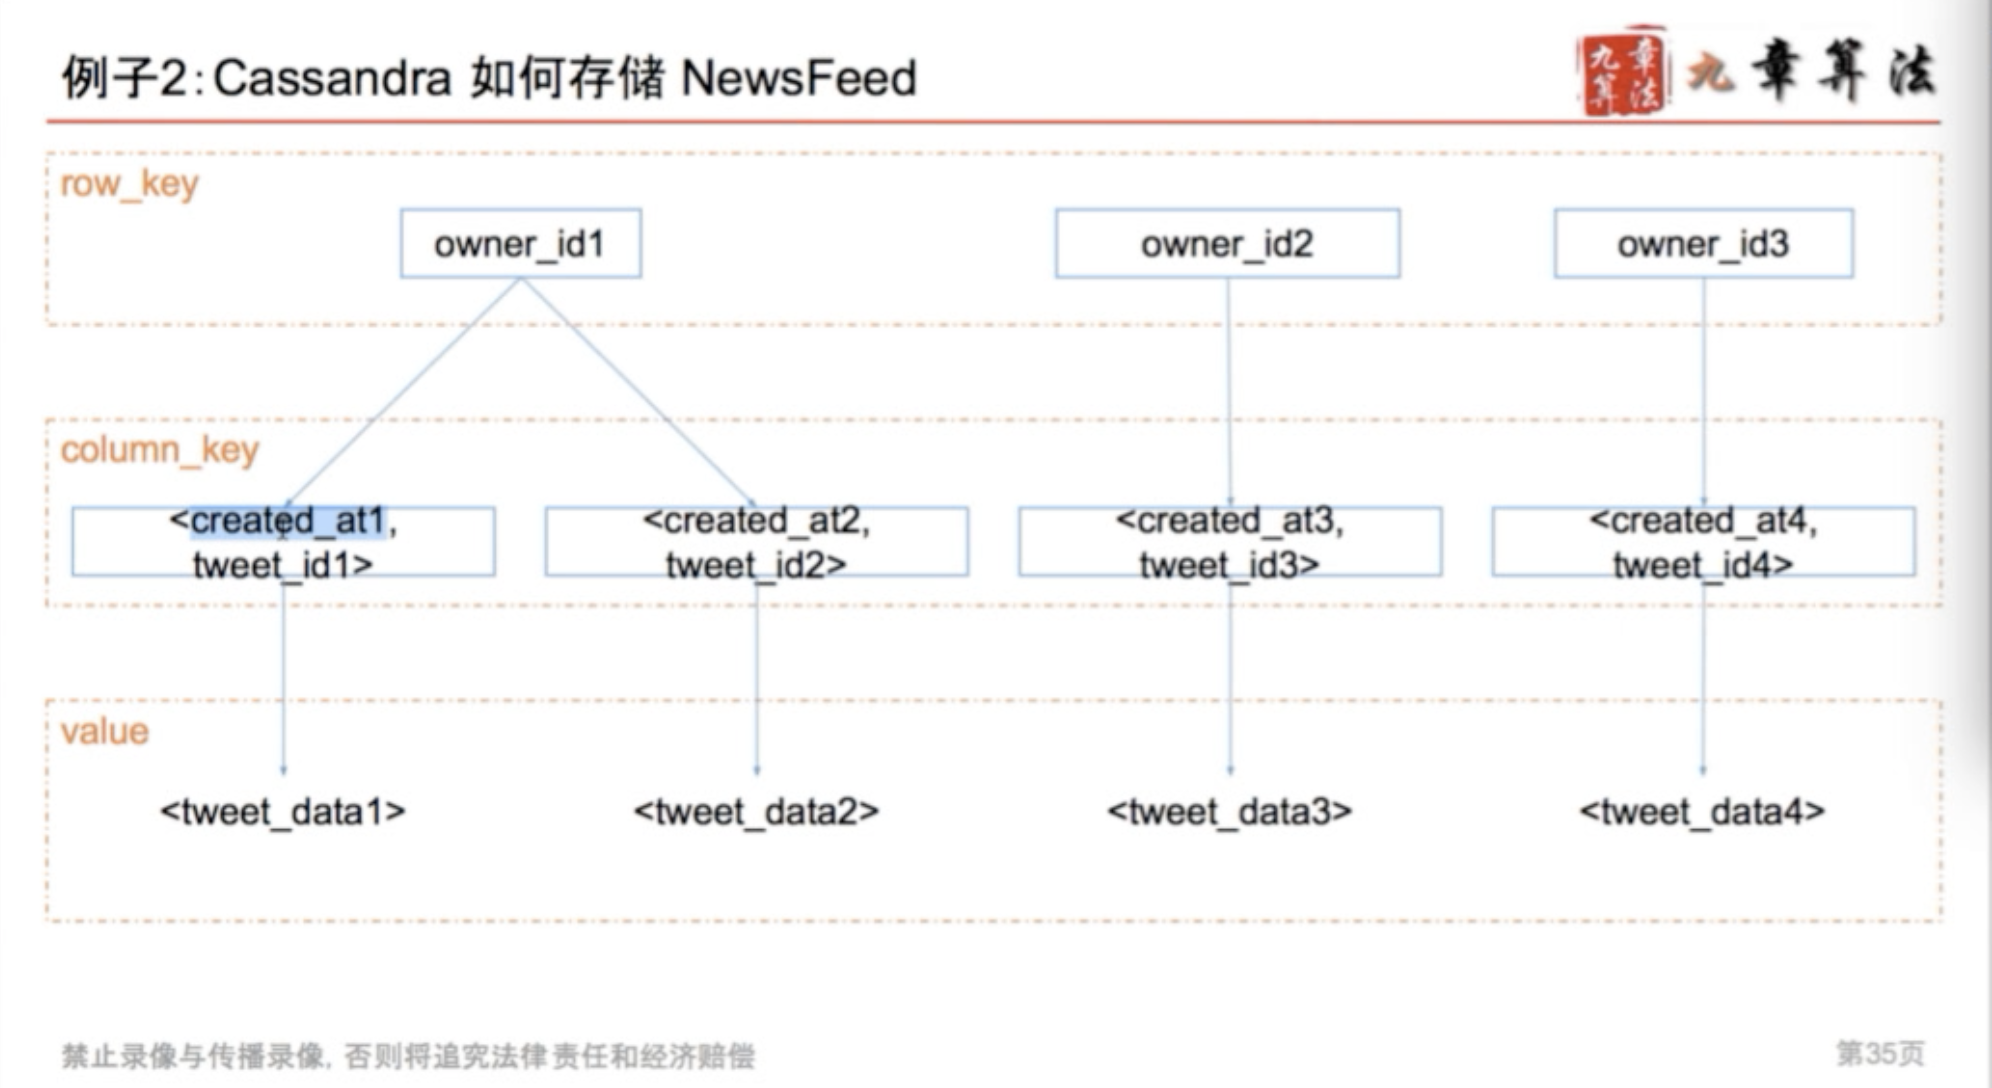 例子2：Cassandra 如何存储 NewsFeed
九章
算法
九章算法
row_key
owner_id1
owner_id2
owner_id3
column_key
<created_at1,
tweet_id1>
<created_at2,
tweet_id2>
<created_at3,
tweet_id3>
<created_at4,
tweet_id4>
value
<tweet_data1>
<tweet_data2>
<tweet_data3>
<tweet_data4>
禁止录像与传播录像, 否则将追究法律责任和经济赔偿
第35页